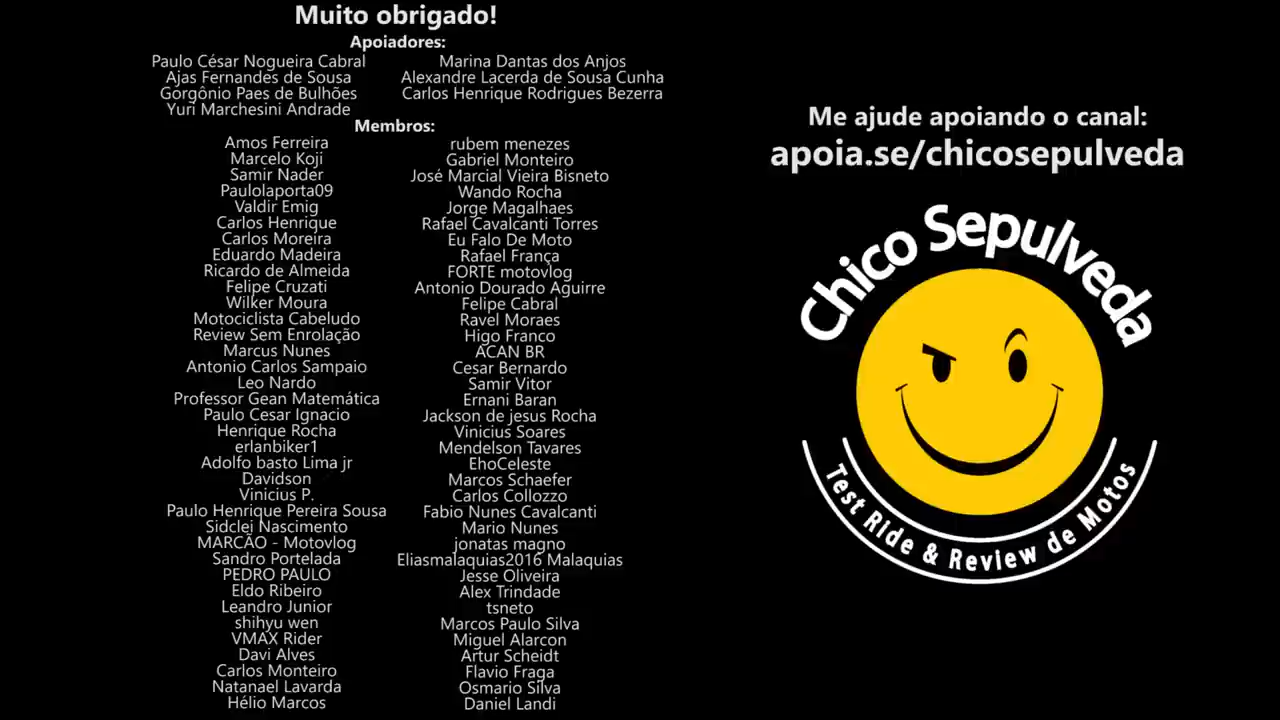 Muito obrigado!
Apoiadores:
Paulo César Nogueira Cabral
Ajas Fernandes de Sousa
Gorgônio Paes de Bulhões
Yuri Marchesini Andrade
Marina Dantas dos Anjos
Alexandre Lacerda de Sousa Cunha
Carlos Henrique Rodrigues Bezerra
Membros:
Amos Ferreira
Marcelo Koji
Samir Nader
Paulolaporta09
Valdir Emig
Carlos Henrique
Carlos Moreira
Eduardo Madeira
Ricardo de Almeida
Felipe Cruzati
Wilker Moura
Motociclista Cabeludo
Review Sem Enrolação
Marcus Nunes
Antonio Carlos Sampaio
Leo Nardo
Professor Gean Matemática
Paulo Cesar Ignacio
Henrique Rocha
erlanbiker1
Adolfo basto Lima jr
Davidson
Vinicius P.
Paulo Henrique Pereira Sousa
Sidclei Nascimento
MARCÃO - Motovlog
Sandro Portelada
PEDRO PAULO
Eldo Ribeiro
Leandro Junior
shihyu wen
VMAX Rider
Davi Alves
Carlos Monteiro
Natanael Lavarda
Hélio Marcos
rubem menezes
Gabriel Monteiro
José Marcial Vieira Bisneto
Wando Rocha
Jorge Magalhaes
Rafael Cavalcanti Torres
Eu Falo De Moto
Rafael França
FORTE motovlog
Antonio Dourado Aguirre
Felipe Cabral
Ravel Moraes
Higo Franco
ACAN BR
Cesar Bernardo
Samir Vitor
Ernani Baran
Jackson de jesus Rocha
Vinicius Soares
Mendelson Tavares
EhoCeleste
Marcos Schaefer
Carlos Collozzo
Fabio Nunes Cavalcanti
Mario Nunes
jonatas magno
Eliasmalaquias2016 Malaquias
Jesse Oliveira
Alex Trindade
tsneto
Marcos Paulo Silva
Miguel Alarcon
Artur Scheidt
Flavio Fraga
Osmario Silva
Daniel Landi
Me ajude apoiando o canal:
apoia.se/chicosepulveda
Chico Sepulveda
Test Ride & Review de Motos